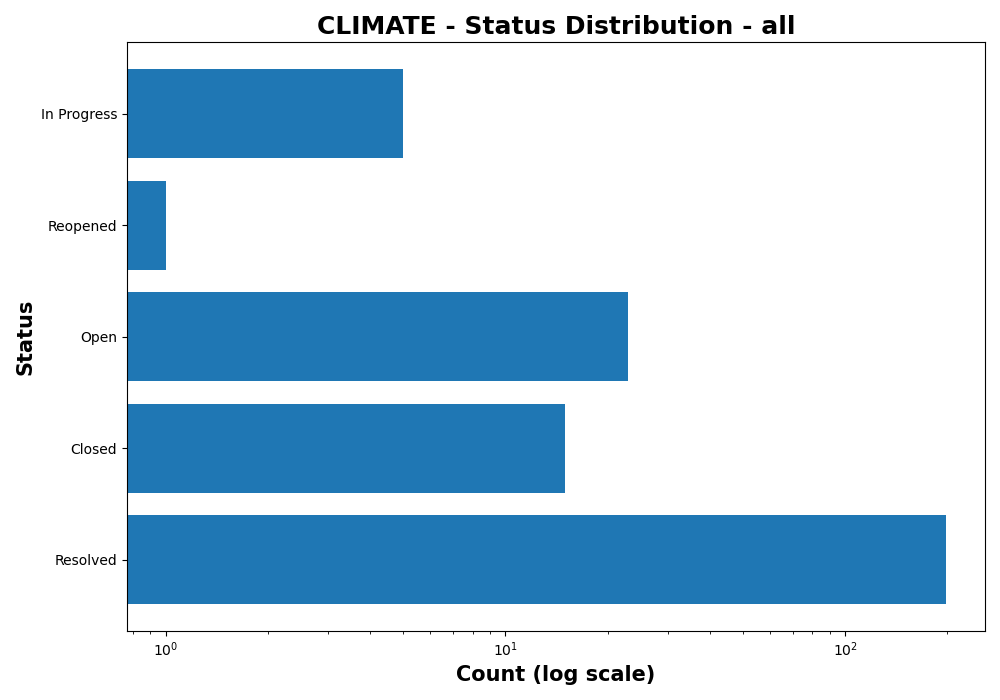 CLIMATE - Status Distribution - all
In Progress
Reopened
Open
Closed
Resolved
Status
10⁰ 10¹ 10²
Count (log scale)